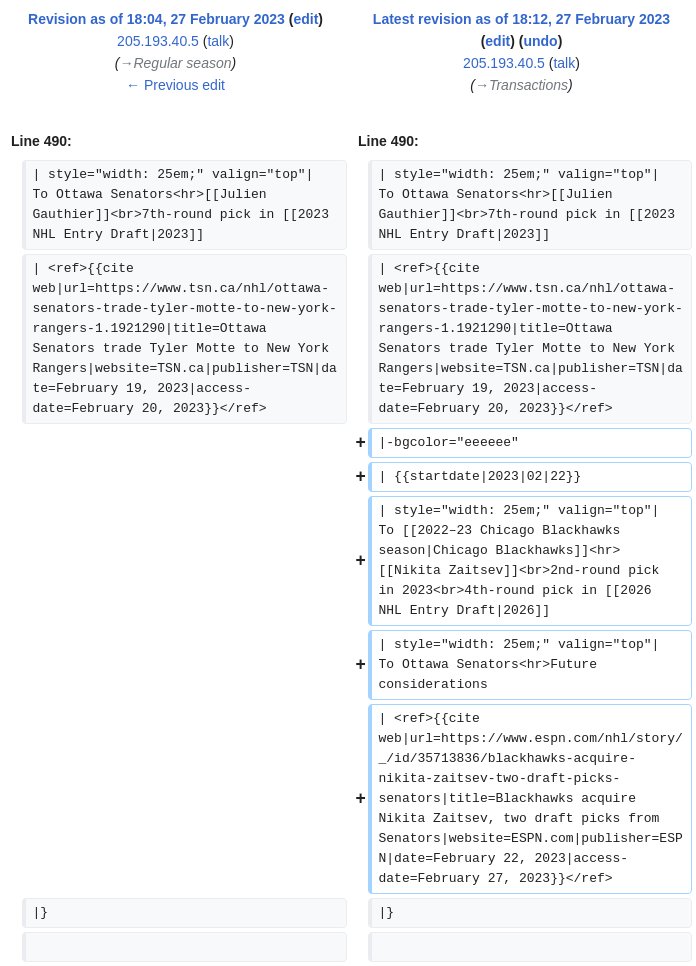 Revision as of 18:04, 27 February 2023 (edit)
205.193.40.5 (talk)
(→Regular season)
← Previous edit
Latest revision as of 18:12, 27 February 2023
(edit) (undo)
205.193.40.5 (talk)
(→Transactions)
Line 490:
Line 490:
| style="width: 25em;" valign="top"|
To Ottawa Senators<hr>[[Julien
Gauthier]]<br>7th-round pick in [[2023
NHL Entry Draft|2023]]
| style="width: 25em;" valign="top"|
To Ottawa Senators<hr>[[Julien
Gauthier]]<br>7th-round pick in [[2023
NHL Entry Draft|2023]]
| <ref>{{cite
web|url=https://www.tsn.ca/nhl/ottawa-
senators-trade-tyler-motte-to-new-york-
rangers-1.1921290|title=Ottawa
Senators trade Tyler Motte to New York
Rangers|website=TSN.ca|publisher=TSN|da
te=February 19, 2023|access-
date=February 20, 2023}}</ref>
| <ref>{{cite
web|url=https://www.tsn.ca/nhl/ottawa-
senators-trade-tyler-motte-to-new-york-
rangers-1.1921290|title=Ottawa
Senators trade Tyler Motte to New York
Rangers|website=TSN.ca|publisher=TSN|da
te=February 19, 2023|access-
date=February 20, 2023}}</ref>
+ |-bgcolor="eeeeee"
+ | {{startdate|2023|02|22}}
| style="width: 25em;" valign="top"|
To [[2022–23 Chicago Blackhawks
season|Chicago Blackhawks]]<hr>
+ [[Nikita Zaitsev]]<br>2nd-round pick
in 2023<br>4th-round pick in [[2026
NHL Entry Draft|2026]]
| style="width: 25em;" valign="top"|
+ To Ottawa Senators<hr>Future
considerations
| <ref>{{cite
web|url=https://www.espn.com/nhl/story/
_/id/35713836/blackhawks-acquire-
nikita-zaitsev-two-draft-picks-
+ senators|title=Blackhawks acquire
Nikita Zaitsev, two draft picks from
Senators|website=ESPN.com|publisher=ESP
N|date=February 22, 2023|access-
date=February 27, 2023}}</ref>
|}
|}